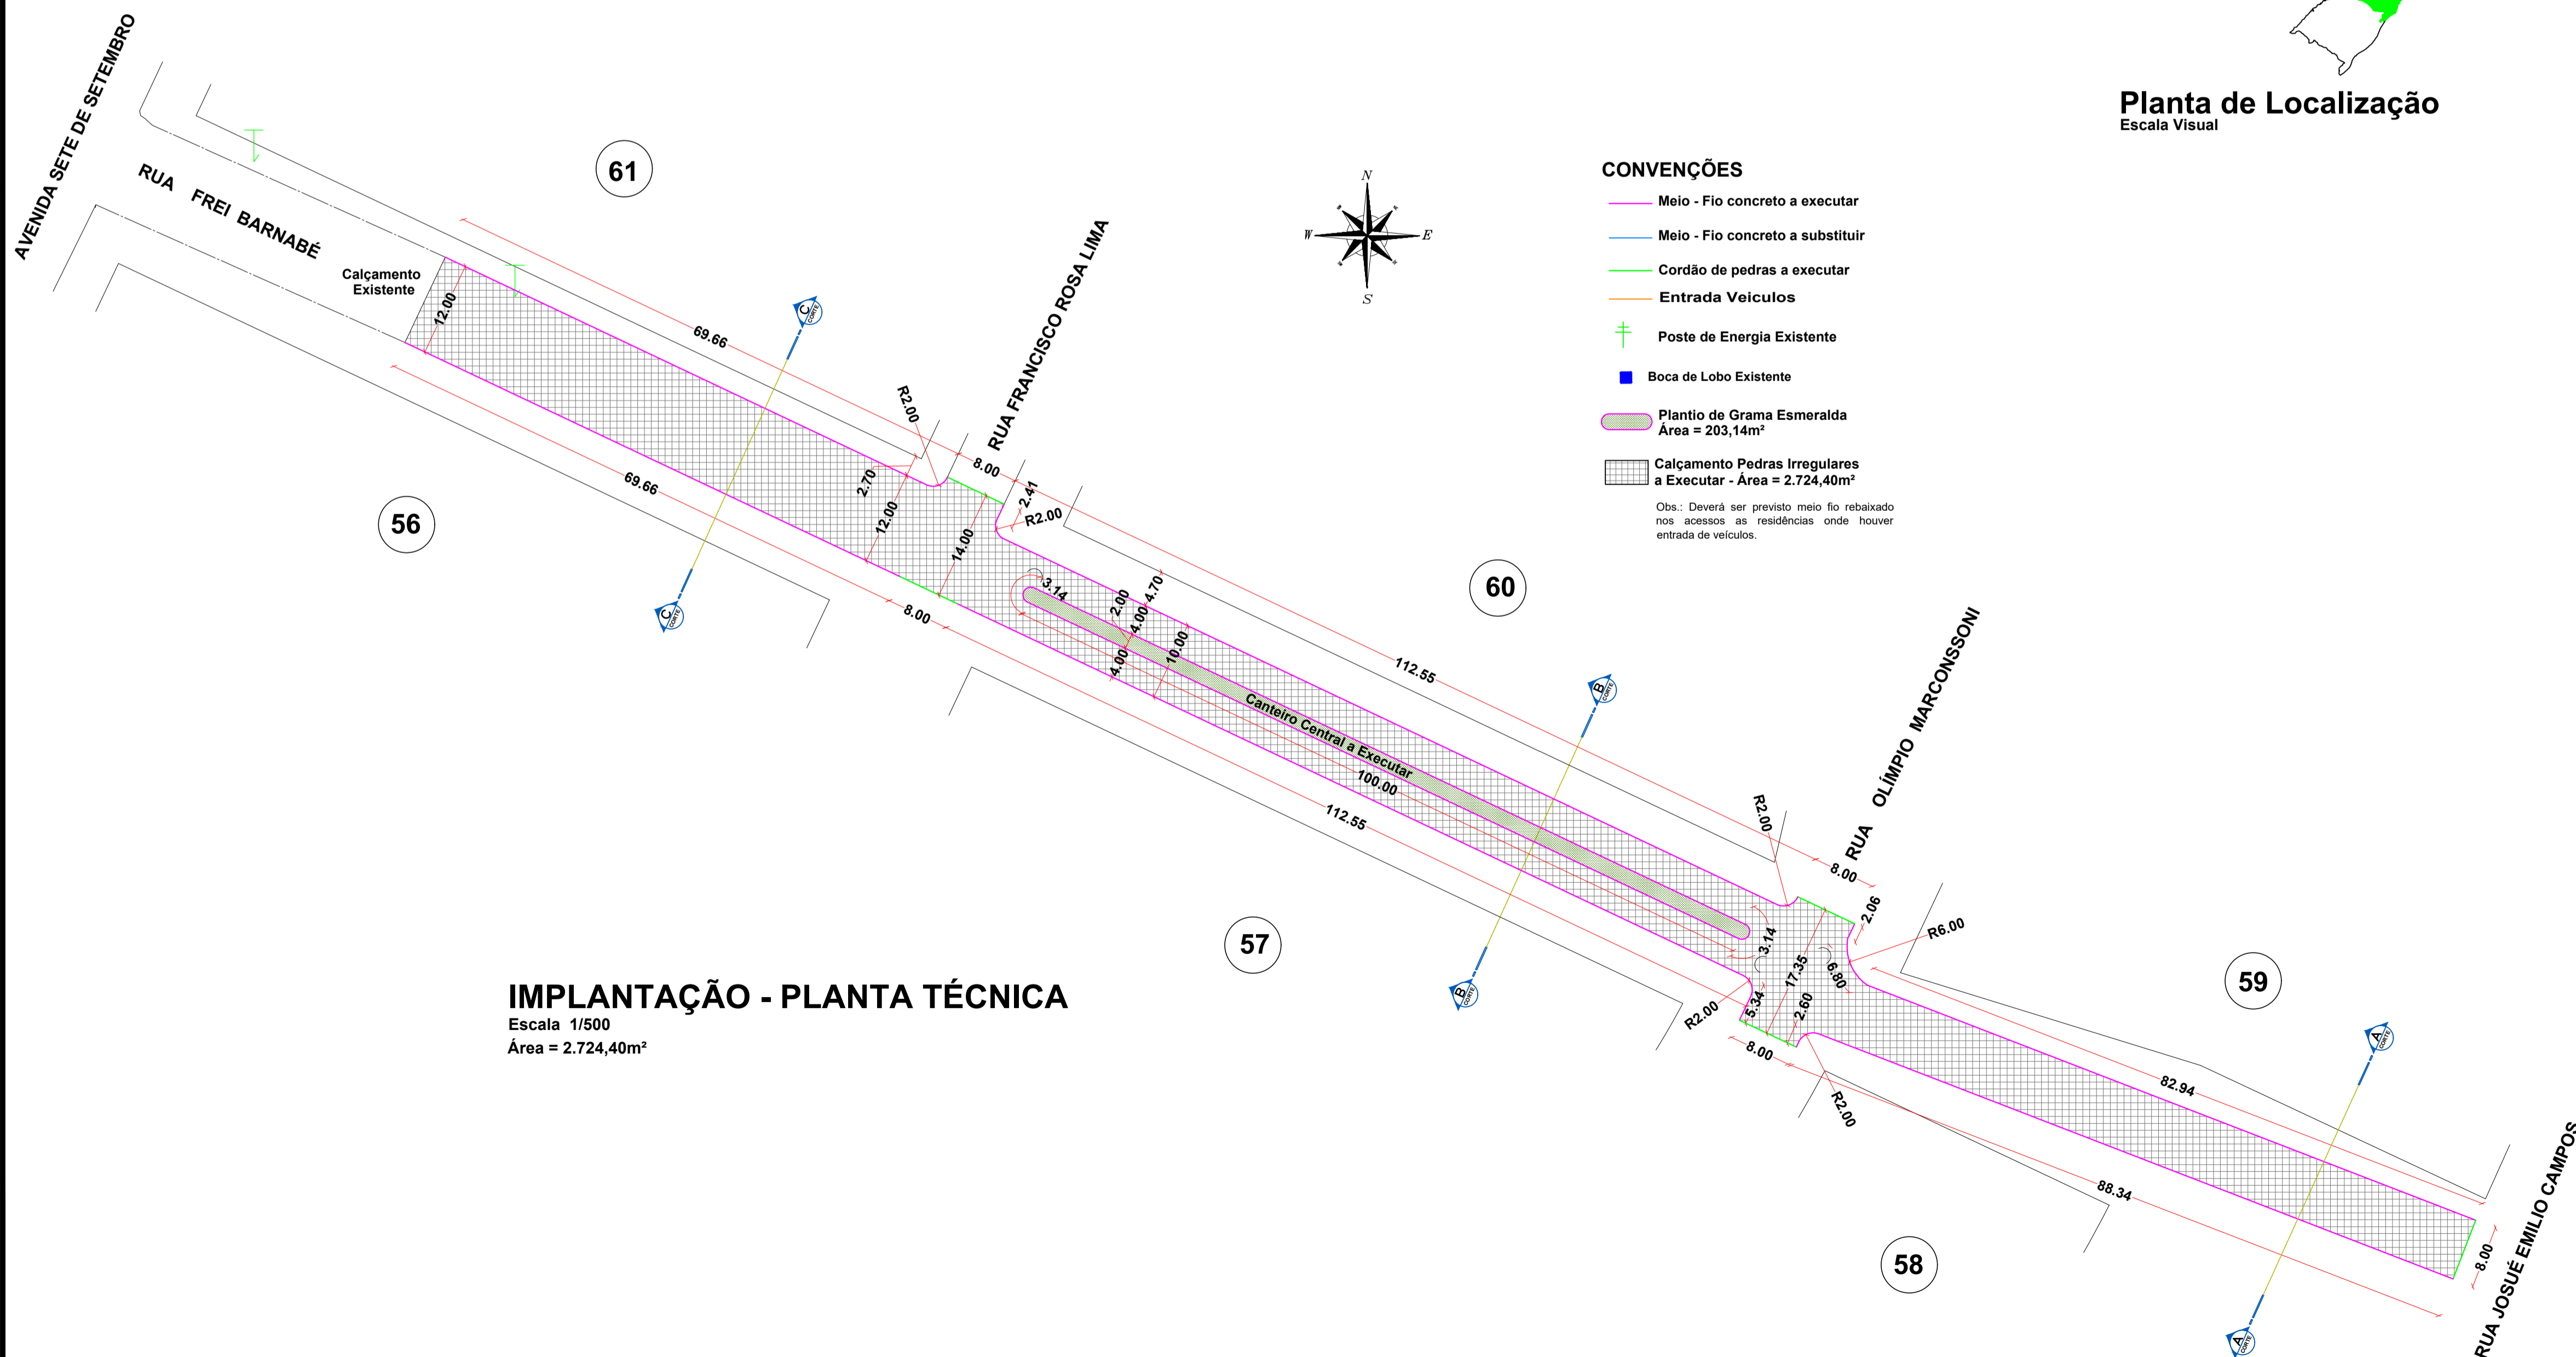 Planta de Localização
Escala Visual
AVENIDA SETE DE SETEMBRO
RUA FREI BARNABÉ
Calçamento
Existente
61
12.00
69.66
C
CORTE
R2.00
RUA FRANCISCO ROSA LIMA
8.00
2.41
R2.00
2.70
12.00
14.00
69.66
56
C
CORTE
8.00
N
W
E
S
CONVENÇÕES
Meio - Fio concreto a executar
Meio - Fio concreto a substituir
Cordão de pedras a executar
Entrada Veiculos
Poste de Energia Existente
Boca de Lobo Existente
Plantio de Grama Esmeralda
Área = 203,14m²
Calçamento Pedras Irregulares
a Executar - Área = 2.724,40m²
Obs.: Deverá ser previsto meio fio rebaixado
nos acessos as residências onde houver
entrada de veículos.
60
3.14
2.00
4.00
4.70
4.00
10.00
112.55
B
CORTE
Canteiro Central a Executar
100.00
112.55
57
B
CORTE
R2.00
RUA OLÍMPIO MARCONSSONI
8.00
2.06
R6.00
3.14
17.35
6.80
5.34
2.60
R2.00
8.00
R2.00
59
82.94
A
CORTE
88.34
58
8.00
RUA JOSUÉ EMILIO CAMPOS
A
CORTE
IMPLANTAÇÃO - PLANTA TÉCNICA
Escala 1/500
Área = 2.724,40m²